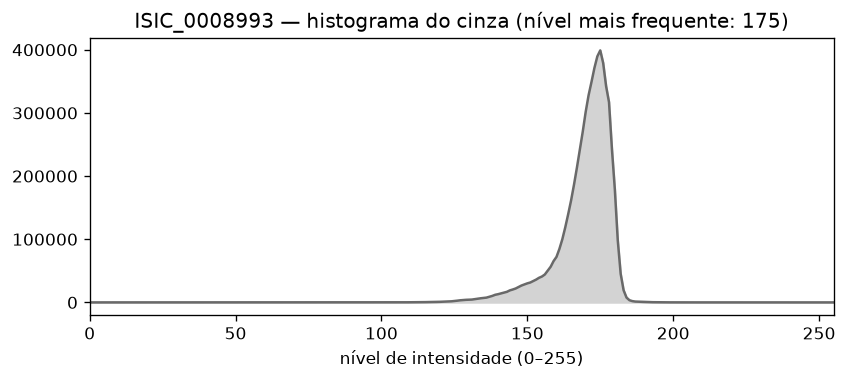 ISIC_0008993 — histograma do cinza (nível mais frequente: 175)
400000
300000
200000
100000
0
0 50 100 150 200 250
nível de intensidade (0–255)